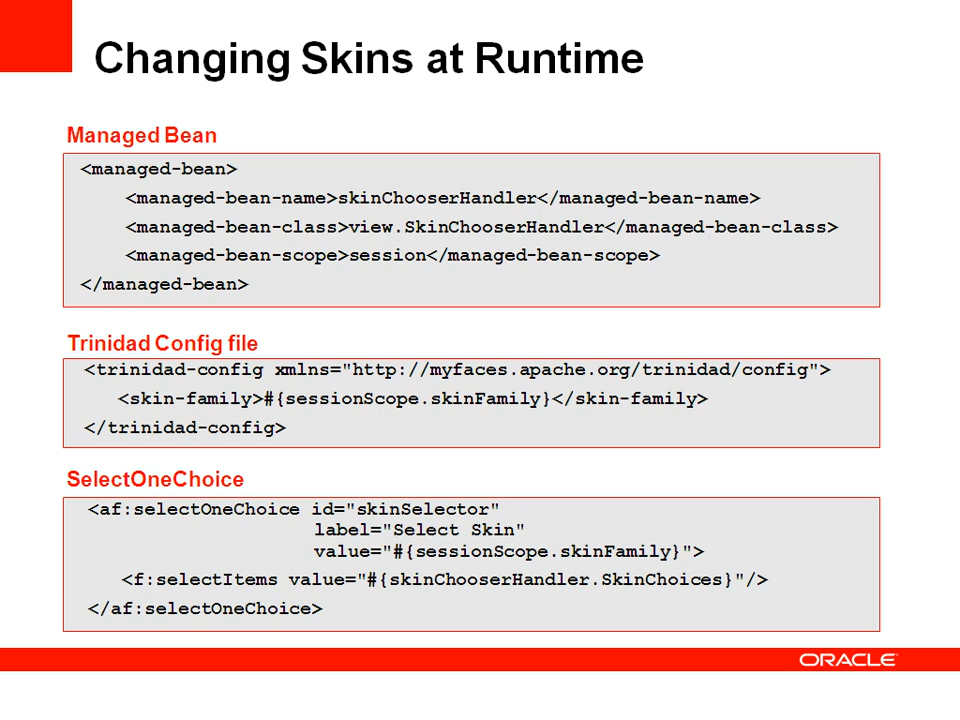 Changing Skins at Runtime
Managed Bean
<managed-bean>
<managed-bean-name>skinChooserHandler</managed-bean-name>
<managed-bean-class>view.SkinChooserHandler</managed-bean-class>
<managed-bean-scope>session</managed-bean-scope>
</managed-bean>
Trinidad Config file
<trinidad-config xmlns="http://myfaces.apache.org/trinidad/config">
<skin-family>#{sessionScope.skinFamily}</skin-family>
</trinidad-config>
SelectOneChoice
<af:selectOneChoice id="skinSelector"
label="Select Skin"
value="#{sessionScope.skinFamily}">
<f:selectItems value="#{skinChooserHandler.SkinChoices}"/>
</af:selectOneChoice>
ORACLE